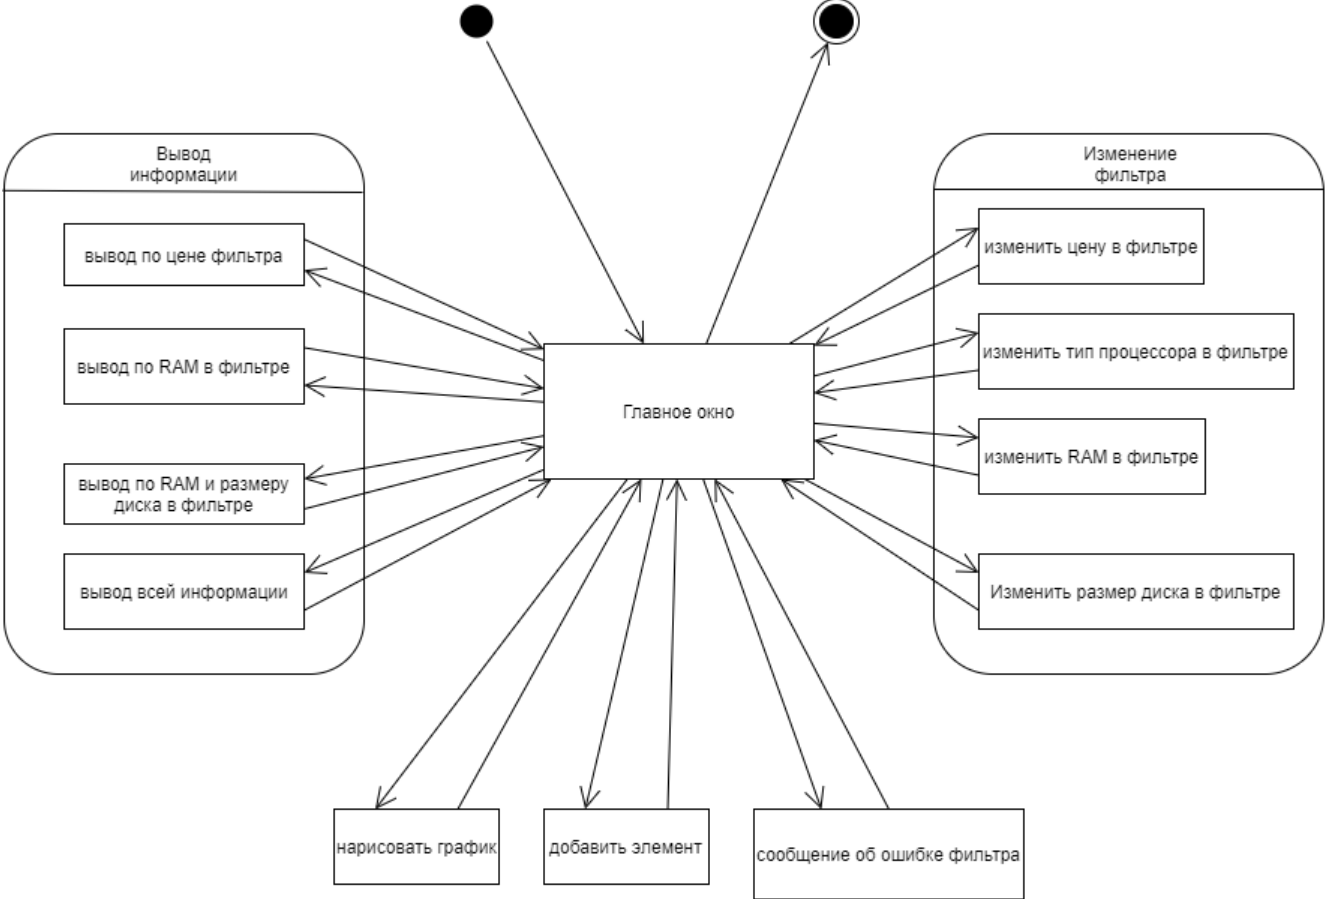 Вывод
информации
вывод по цене фильтра
вывод по RAM в фильтре
вывод по RAM и размеру
диска в фильтре
вывод всей информации
Главное окно
Изменение
фильтра
изменить цену в фильтре
изменить тип процессора в фильтре
изменить RAM в фильтре
Изменить размер диска в фильтре
нарисовать график
добавить элемент
сообщение об ошибке фильтра